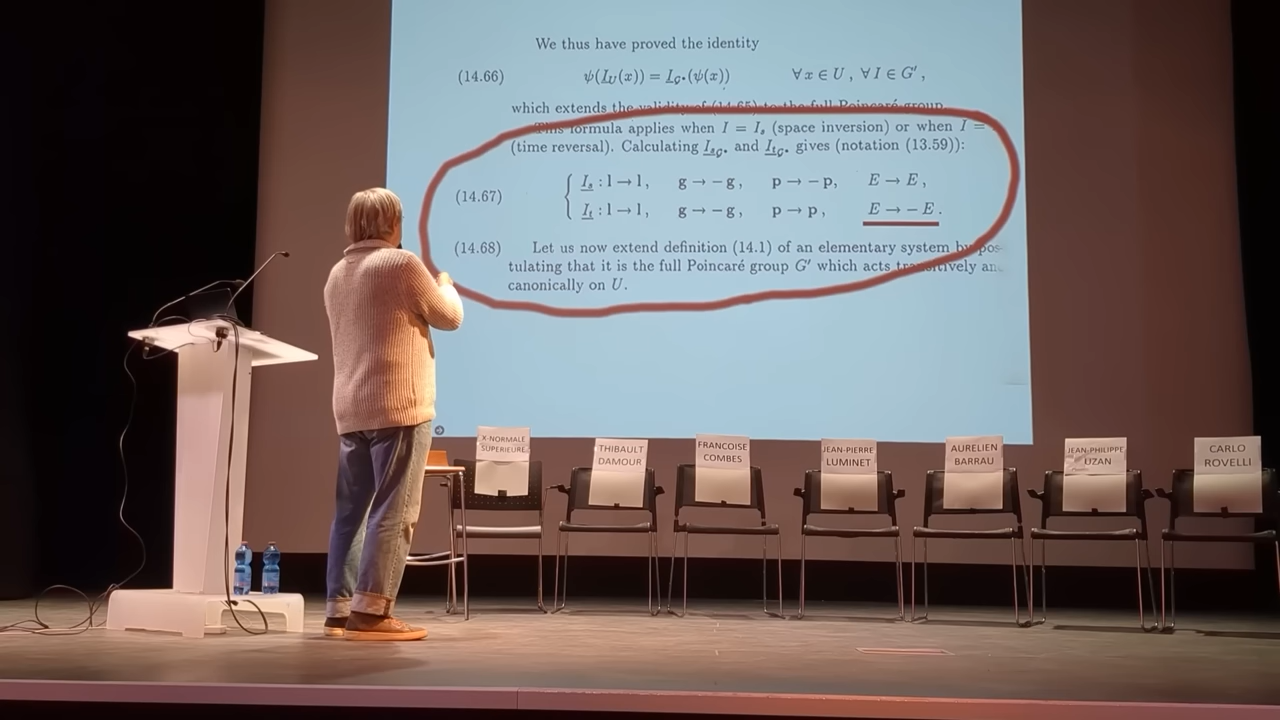 We thus have proved the identity
(14.66) ψ(I_U(x)) = I_G*(ψ(x)) ∀x ∈ U, ∀I ∈ G′,
which extends the validity of (14.65) to the full Poincaré group.
This formula applies when I = I_s (space inversion) or when I =
(time reversal). Calculating I_sG* and I_tG* gives (notation (13.59)):
(14.67) { I_s : l → l, g → −g, p → −p, E → E,
I_t : l → l, g → −g, p → p, E → −E.
(14.68) Let us now extend definition (14.1) of an elementary system by pos-
tulating that it is the full Poincaré group G′ which acts transitively an
canonically on U.
X-NORMALE
SUPERIEURE
THIBAULT
DAMOUR
FRANCOISE
COMBES
JEAN-PIERRE
LUMINET
AURELIEN
BARRAU
JEAN-PHILIPPE
UZAN
CARLO
ROVELLI